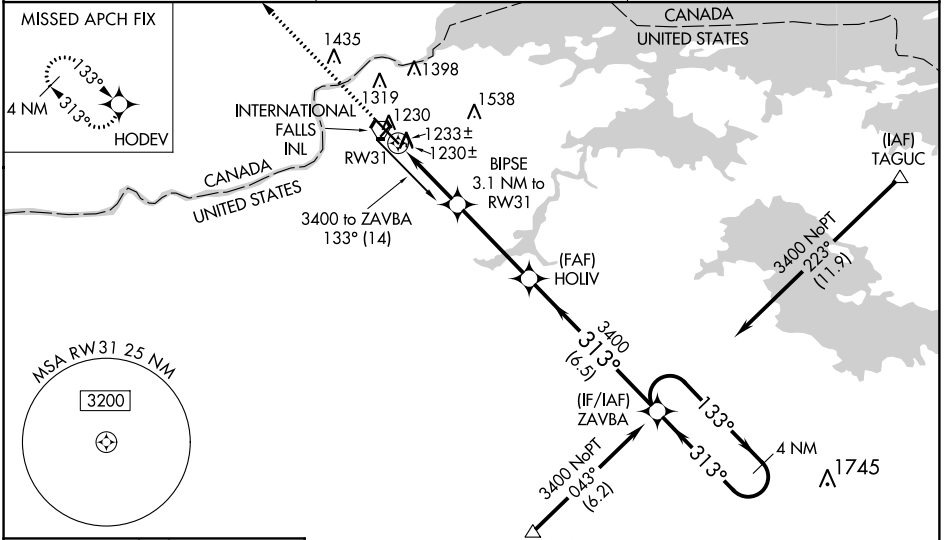 MISSED APCH FIX
133°
313°
4 NM
HODEV
CANADA
UNITED STATES
1435
1398
1319
1538
1230
1233±
1230±
INTERNATIONAL
FALLS
INL
RW31
CANADA
UNITED STATES
BIPSE
3.1 NM to
RW31
3400 to ZAVBA
133° (14)
(IAF)
TAGUC
3400 NoPT
223°
(11.9)
(FAF)
HOLIV
3400
313°
(6.5)
MSA RW31 25 NM
3200
(IF/IAF)
ZAVBA
133°
313°
4 NM
1745
3400 NoPT
043°
(6.2)